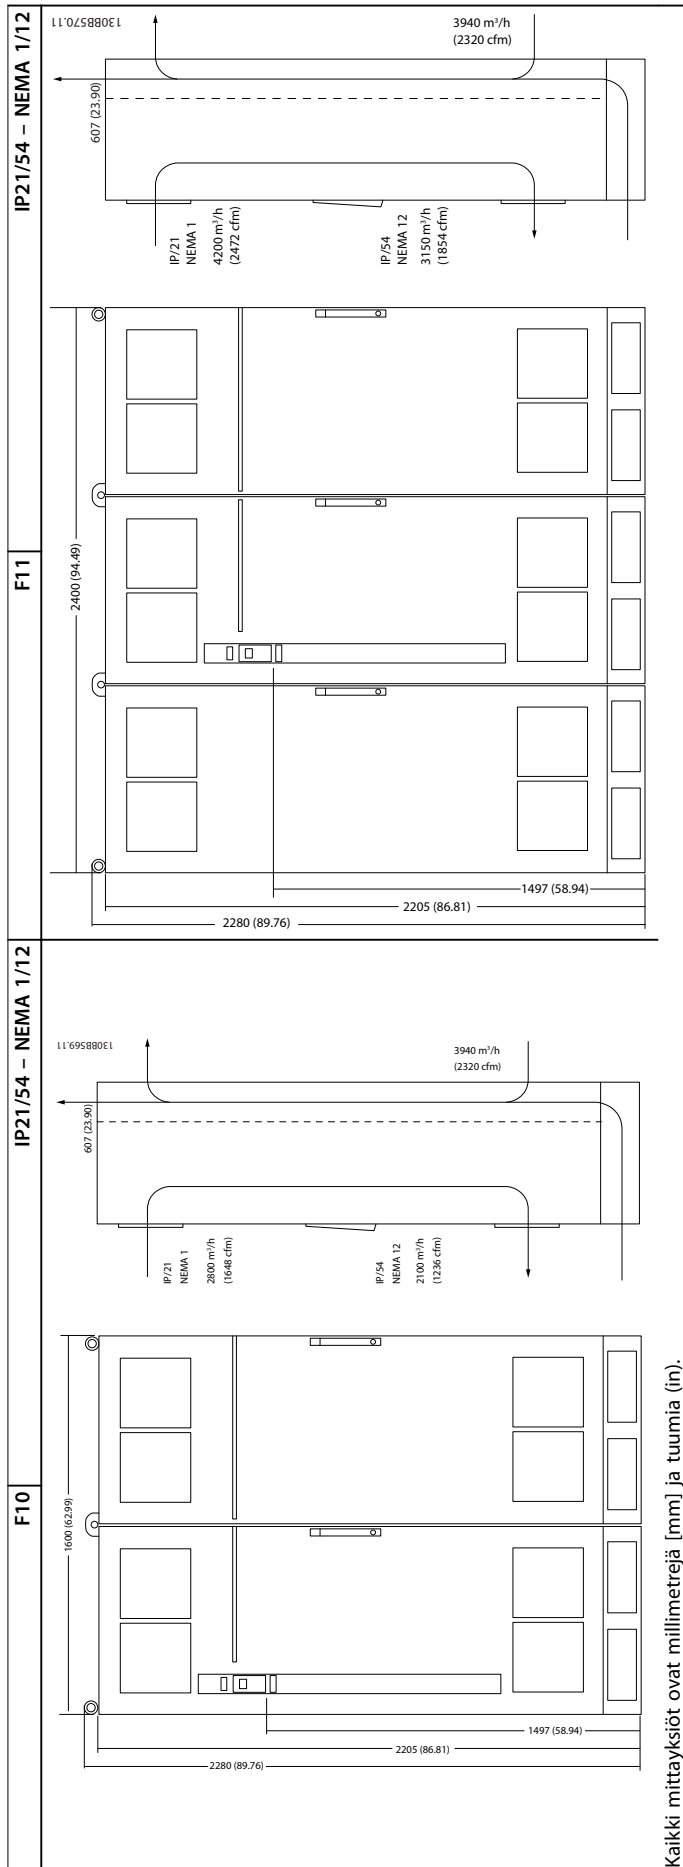 F10
IP21/54 – NEMA 1/12
F11
IP21/54 – NEMA 1/12
1600 (62.99)
2280 (89.76)
2205 (86.81)
1497 (58.94)
IP/21
NEMA 1
2800 m³/h
(1648 cfm)
IP/54
NEMA 12
2100 m³/h
(1236 cfm)
607 (23.90)
3940 m³/h
(2320 cfm)
130BB569.11
2400 (94.49)
2280 (89.76)
2205 (86.81)
1497 (58.94)
IP/21
NEMA 1
4200 m³/h
(2472 cfm)
IP/54
NEMA 12
3150 m³/h
(1854 cfm)
607 (23.90)
3940 m³/h
(2320 cfm)
130BB570.11
Kaikki mittayksiöt ovat millimetrejä [mm] ja tuumia (in).